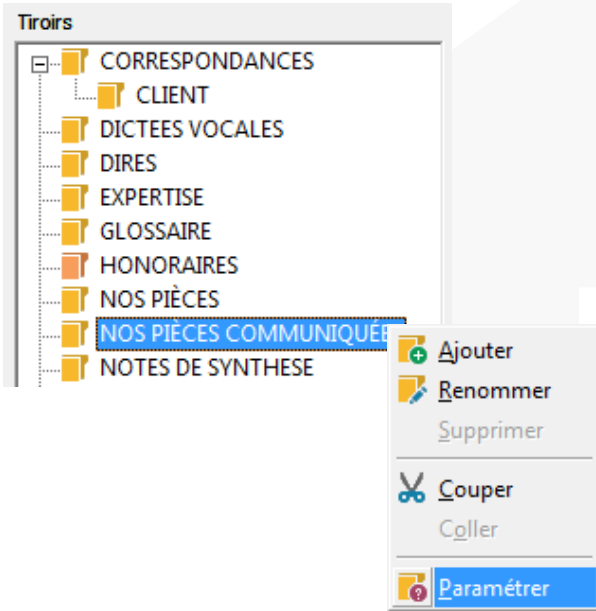 Tiroirs
CORRESPONDANCES
CLIENT
DICTEES VOCALES
DIRES
EXPERTISE
GLOSSAIRE
HONORAIRES
NOS PIÈCES
NOS PIÈCES COMMUNIQUÉE
NOTES DE SYNTHESE
Ajouter
Renommer
Supprimer
Couper
Coller
Paramétrer